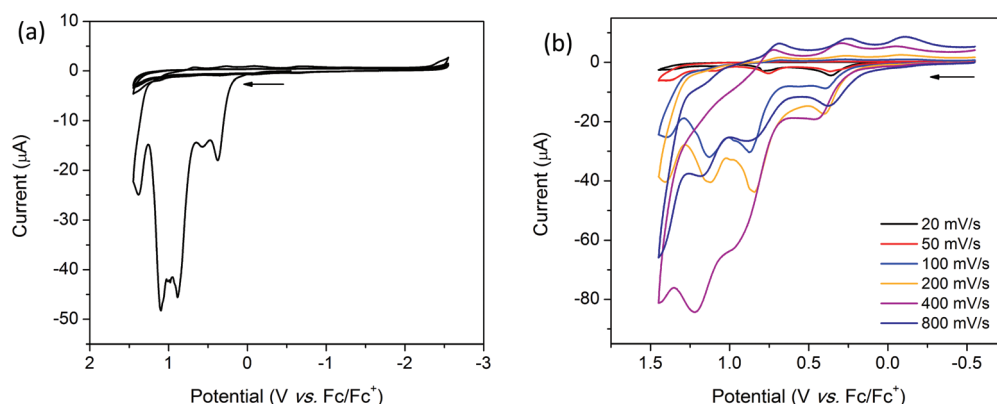 (a)
10
0
-10
-20
-30
-40
-50
Current (µA)
2 1 0 -1 -2 -3
Potential (V vs. Fc/Fc+)
(b)
0
-20
-40
-60
-80
Current (µA)
20 mV/s
50 mV/s
100 mV/s
200 mV/s
400 mV/s
800 mV/s
1.5 1.0 0.5 0.0 -0.5
Potential (V vs. Fc/Fc+)